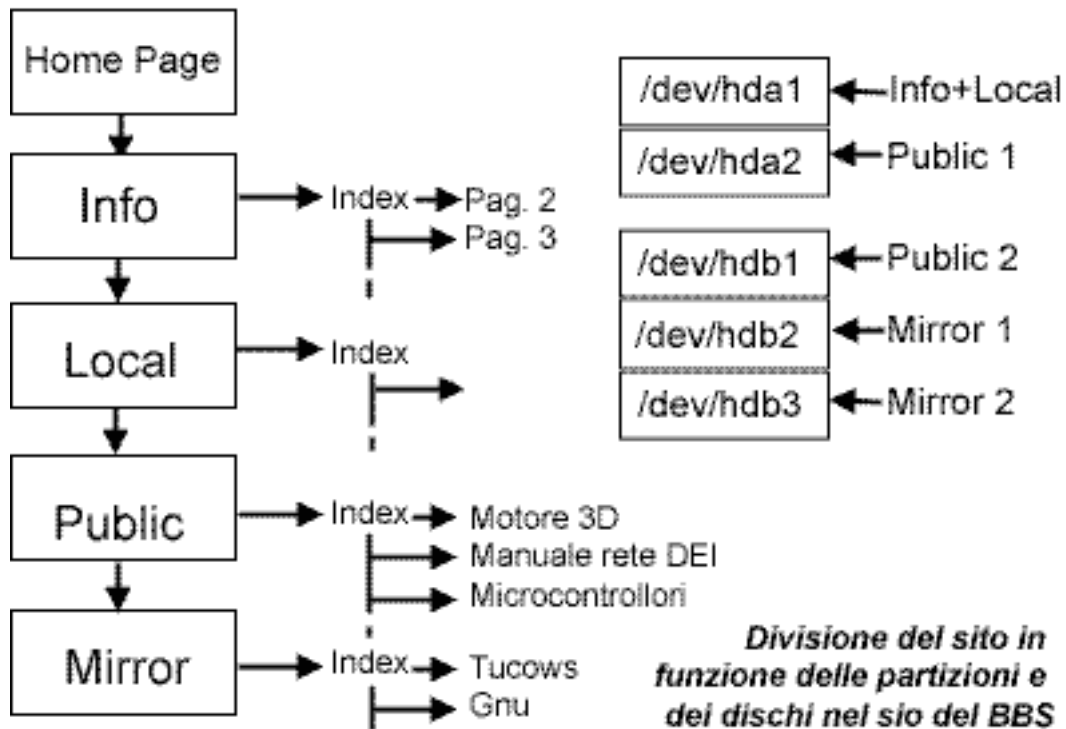 Home Page
Info
Index
Pag. 2
Pag. 3
Local
Index
Public
Index
Motore 3D
Manuale rete DEI
Microcontrollori
Mirror
Index
Tucows
Gnu
/dev/hda1
Info+Local
/dev/hda2
Public 1
/dev/hdb1
Public 2
/dev/hdb2
Mirror 1
/dev/hdb3
Mirror 2
Divisione del sito in
funzione delle partizioni e
dei dischi nel sio del BBS